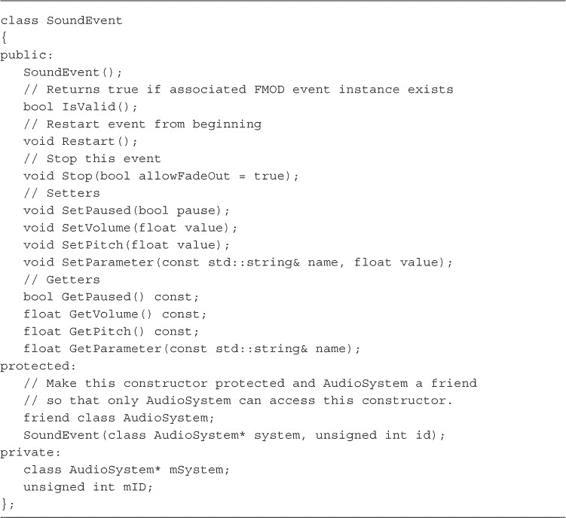 class SoundEvent
{
public:
   SoundEvent();
   // Returns true if associated FMOD event instance exists
   bool IsValid();
   // Restart event from beginning
   void Restart();
   // Stop this event
   void Stop(bool allowFadeOut = true);
   // Setters
   void SetPaused(bool pause);
   void SetVolume(float value);
   void SetPitch(float value);
   void SetParameter(const std::string& name, float value);
   // Getters
   bool GetPaused() const;
   float GetVolume() const;
   float GetPitch() const;
   float GetParameter(const std::string& name);
protected:
   // Make this constructor protected and AudioSystem a friend
   // so that only AudioSystem can access this constructor.
   friend class AudioSystem;
   SoundEvent(class AudioSystem* system, unsigned int id);
private:
   class AudioSystem* mSystem;
   unsigned int mID;
};